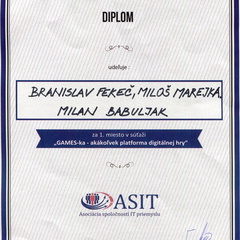 DIPLOM
udeľuje
BRANISLAV FEKEČ, MILOŠ MAREJKA,
MILAN BABULJAK
za 1. miesto v súťaži
„GAMES-ka - akákoľvek platforma digitálnej hry“
ASIT
Asociácia spoločností IT priemyslu